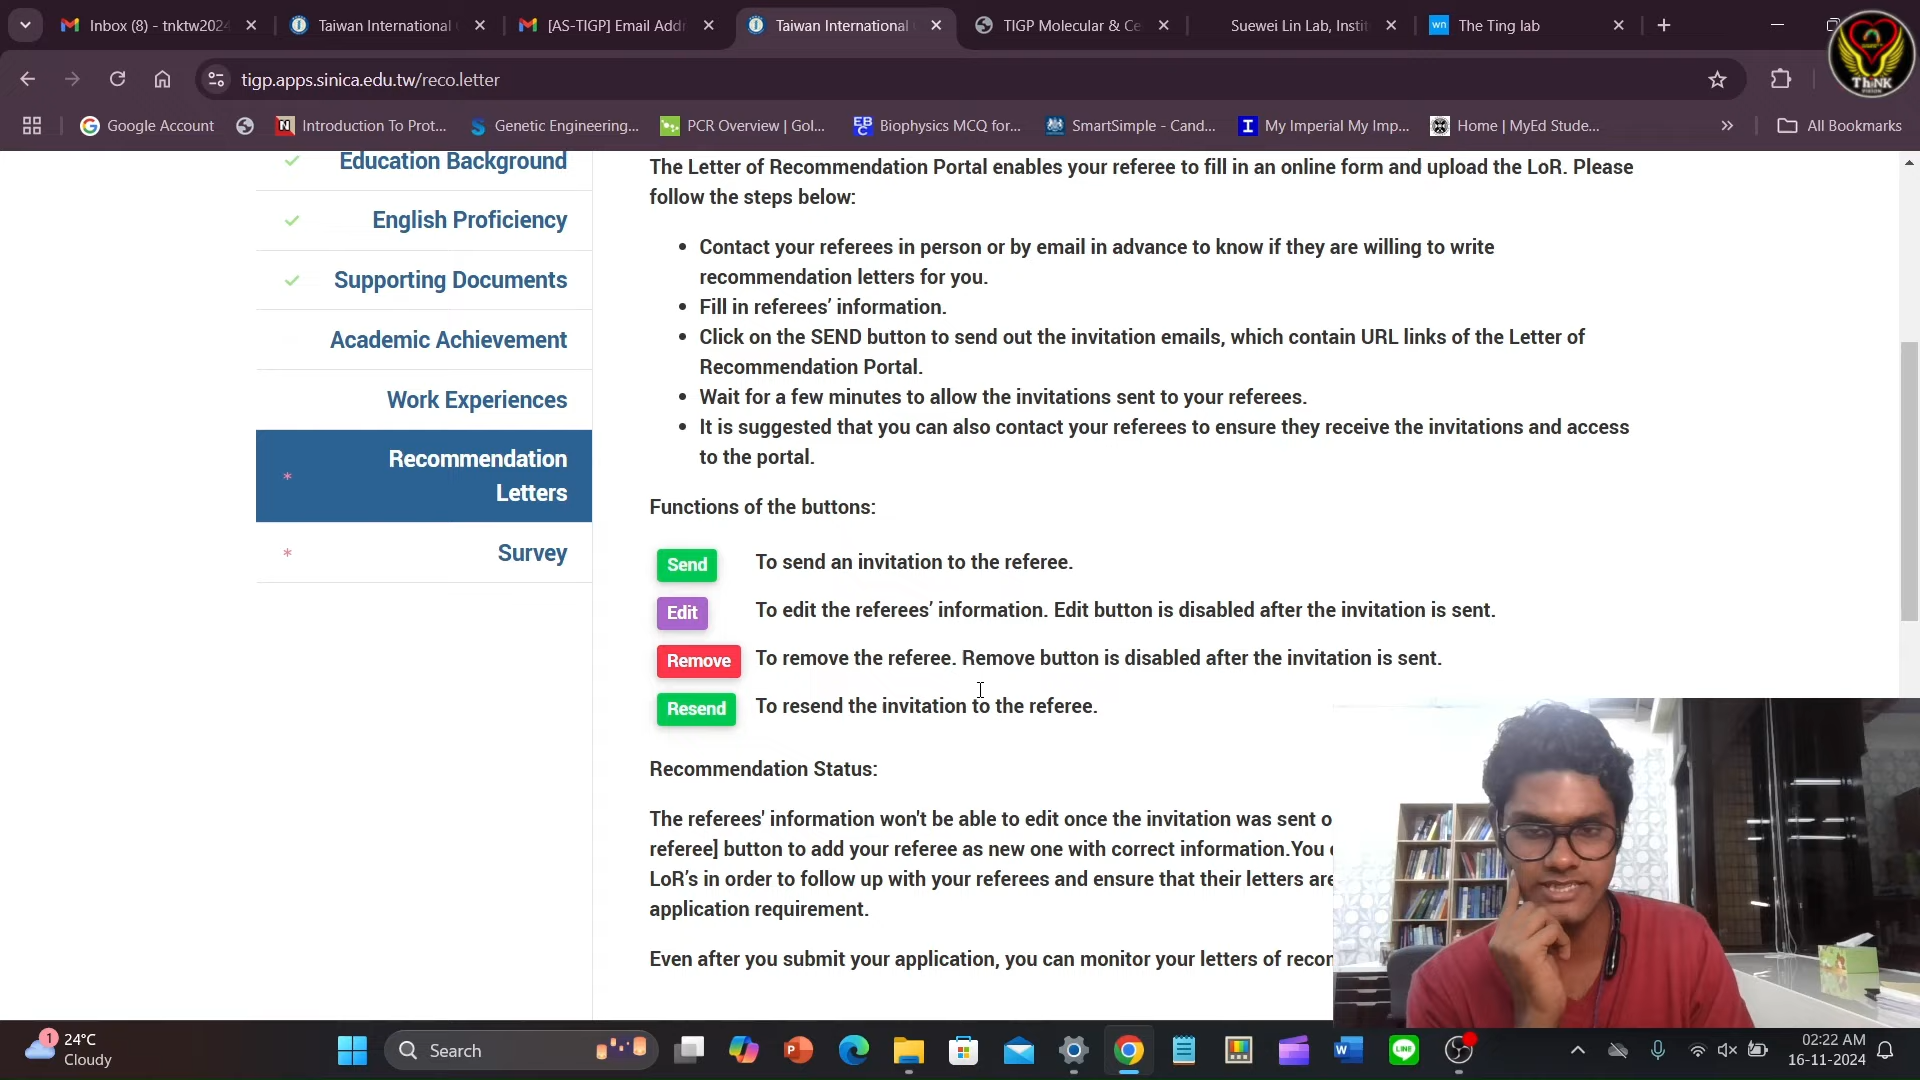 Inbox (8) - tnktw2024
Taiwan International
[AS-TIGP] Email Addr
Taiwan International
TIGP Molecular & Ce
Suewei Lin Lab, Instit
wn The Ting lab
tigp.apps.sinica.edu.tw/reco.letter
ThiNK
Google Account
Introduction To Prot...
Genetic Engineering...
PCR Overview | Gol...
Biophysics MCQ for...
SmartSimple - Cand...
My Imperial My Imp...
Home | MyEd Stude...
All Bookmarks
Education Background
English Proficiency
Supporting Documents
Academic Achievement
Work Experiences
* Recommendation
Letters
* Survey
The Letter of Recommendation Portal enables your referee to fill in an online form and upload the LoR. Please
follow the steps below:
• Contact your referees in person or by email in advance to know if they are willing to write
recommendation letters for you.
• Fill in referees’ information.
• Click on the SEND button to send out the invitation emails, which contain URL links of the Letter of
Recommendation Portal.
• Wait for a few minutes to allow the invitations sent to your referees.
• It is suggested that you can also contact your referees to ensure they receive the invitations and access
to the portal.
Functions of the buttons:
Send To send an invitation to the referee.
Edit To edit the referees’ information. Edit button is disabled after the invitation is sent.
Remove To remove the referee. Remove button is disabled after the invitation is sent.
Resend To resend the invitation to the referee.
Recommendation Status:
The referees' information won't be able to edit once the invitation was sent o
referee] button to add your referee as new one with correct information.You
LoR’s in order to follow up with your referees and ensure that their letters are
application requirement.
Even after you submit your application, you can monitor your letters of recom
1
24°C
Cloudy
Search
LINE
02:22 AM
16-11-2024